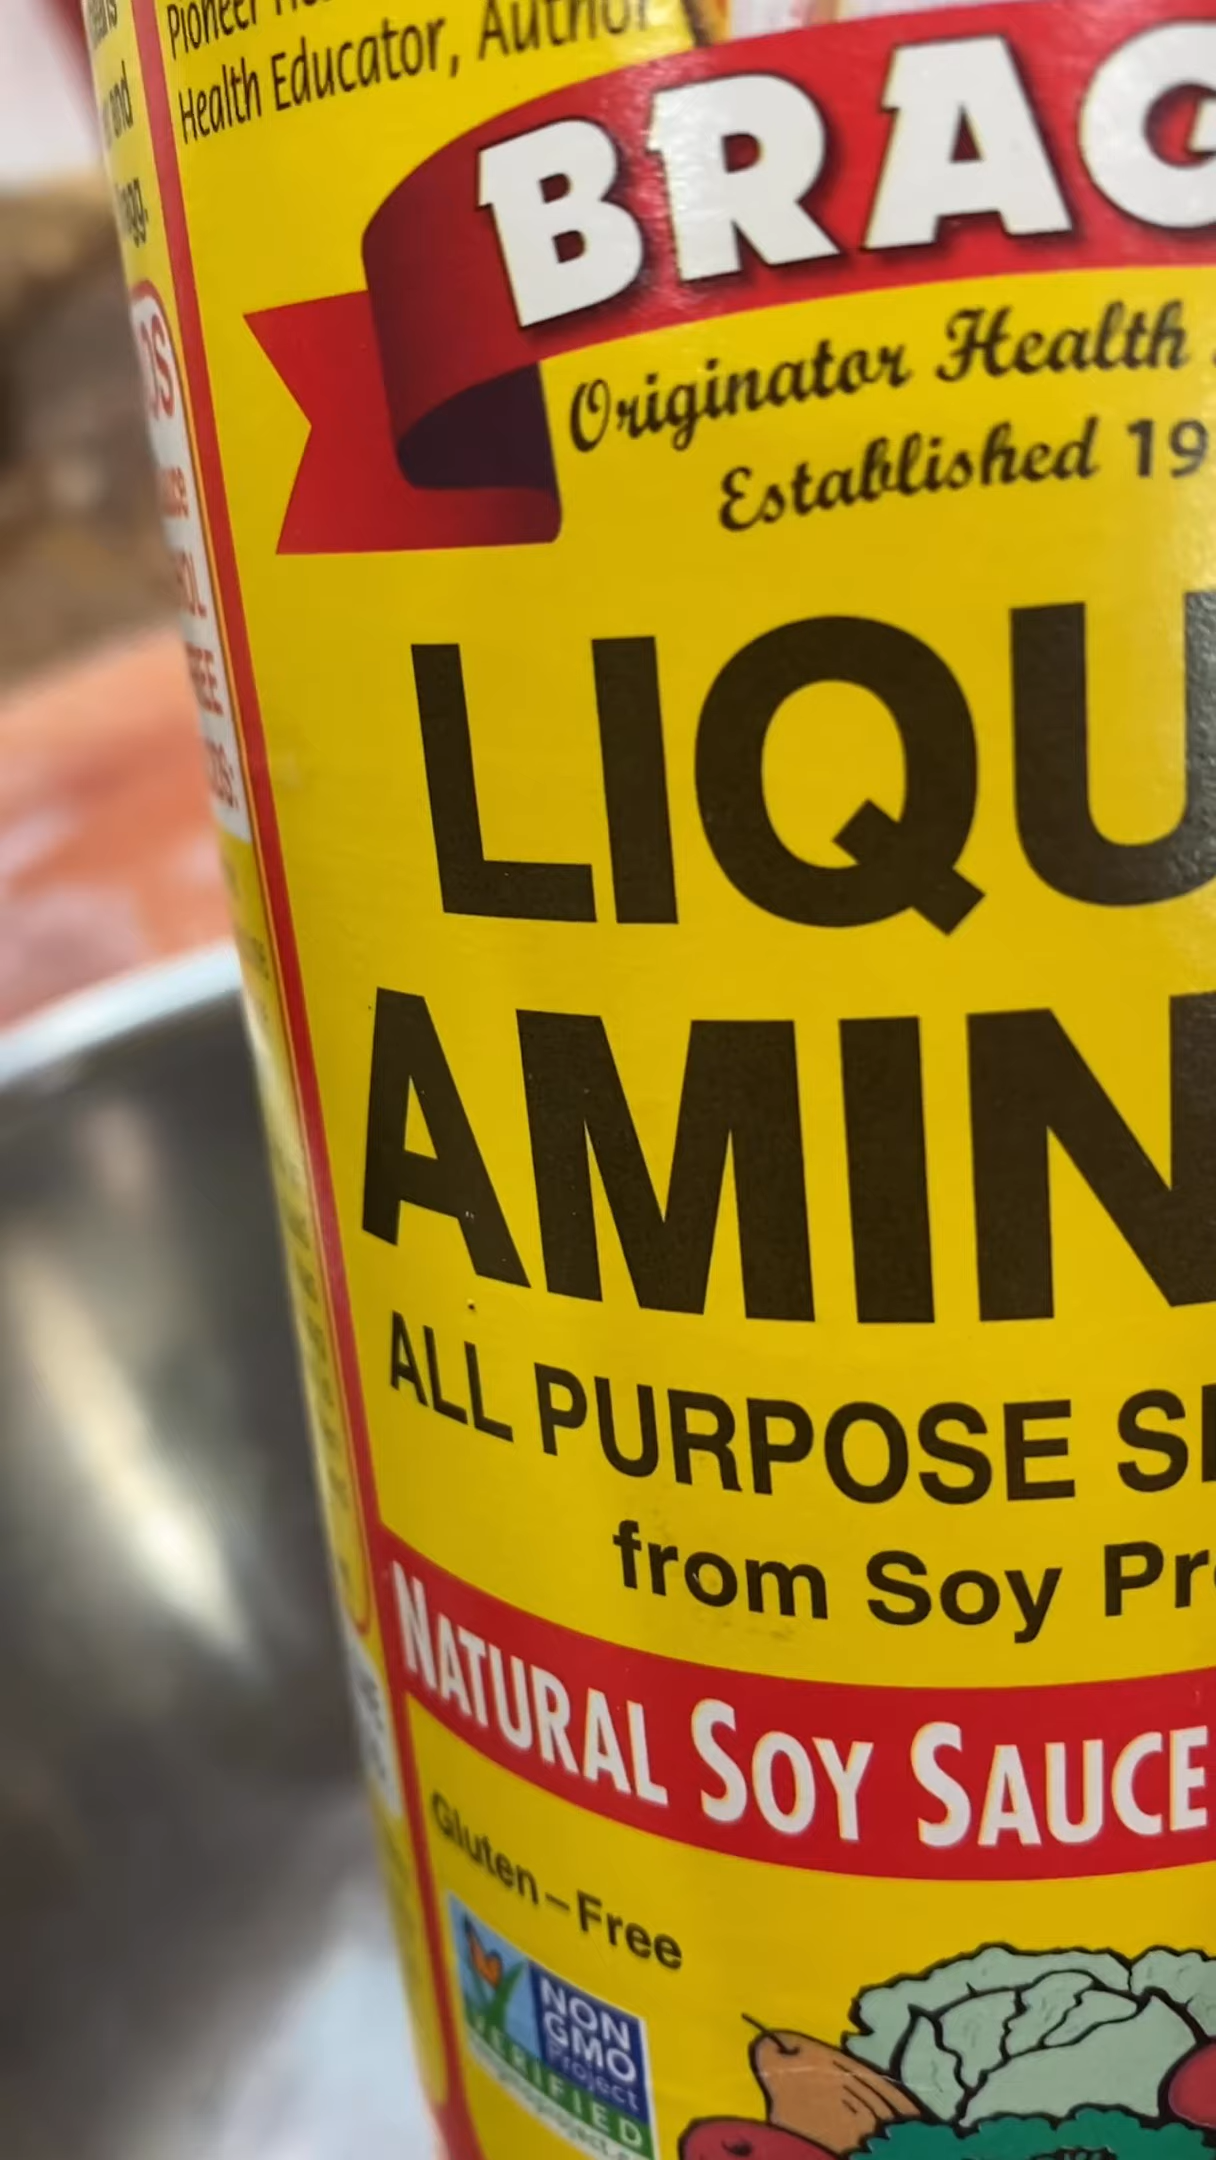 Pioneer
Health Educator, Author
and
BRAG
Originator Health
Established 19
LIQU
AMIN
ALL PURPOSE S
from Soy Pr
NATURAL SOY SAUCE
Gluten-Free
NON
GMO
Project
VERIFIED